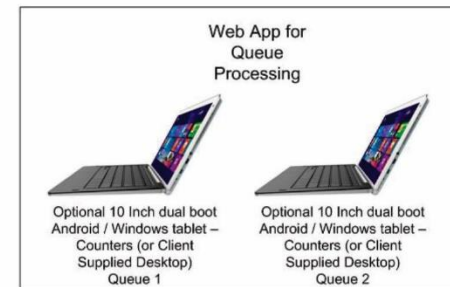 Web App for
Queue
Processing
Optional 10 Inch dual boot
Android / Windows tablet –
Counters (or Client
Supplied Desktop)
Queue 1
Optional 10 Inch dual boot
Android / Windows tablet –
Counters (or Client
Supplied Desktop)
Queue 2